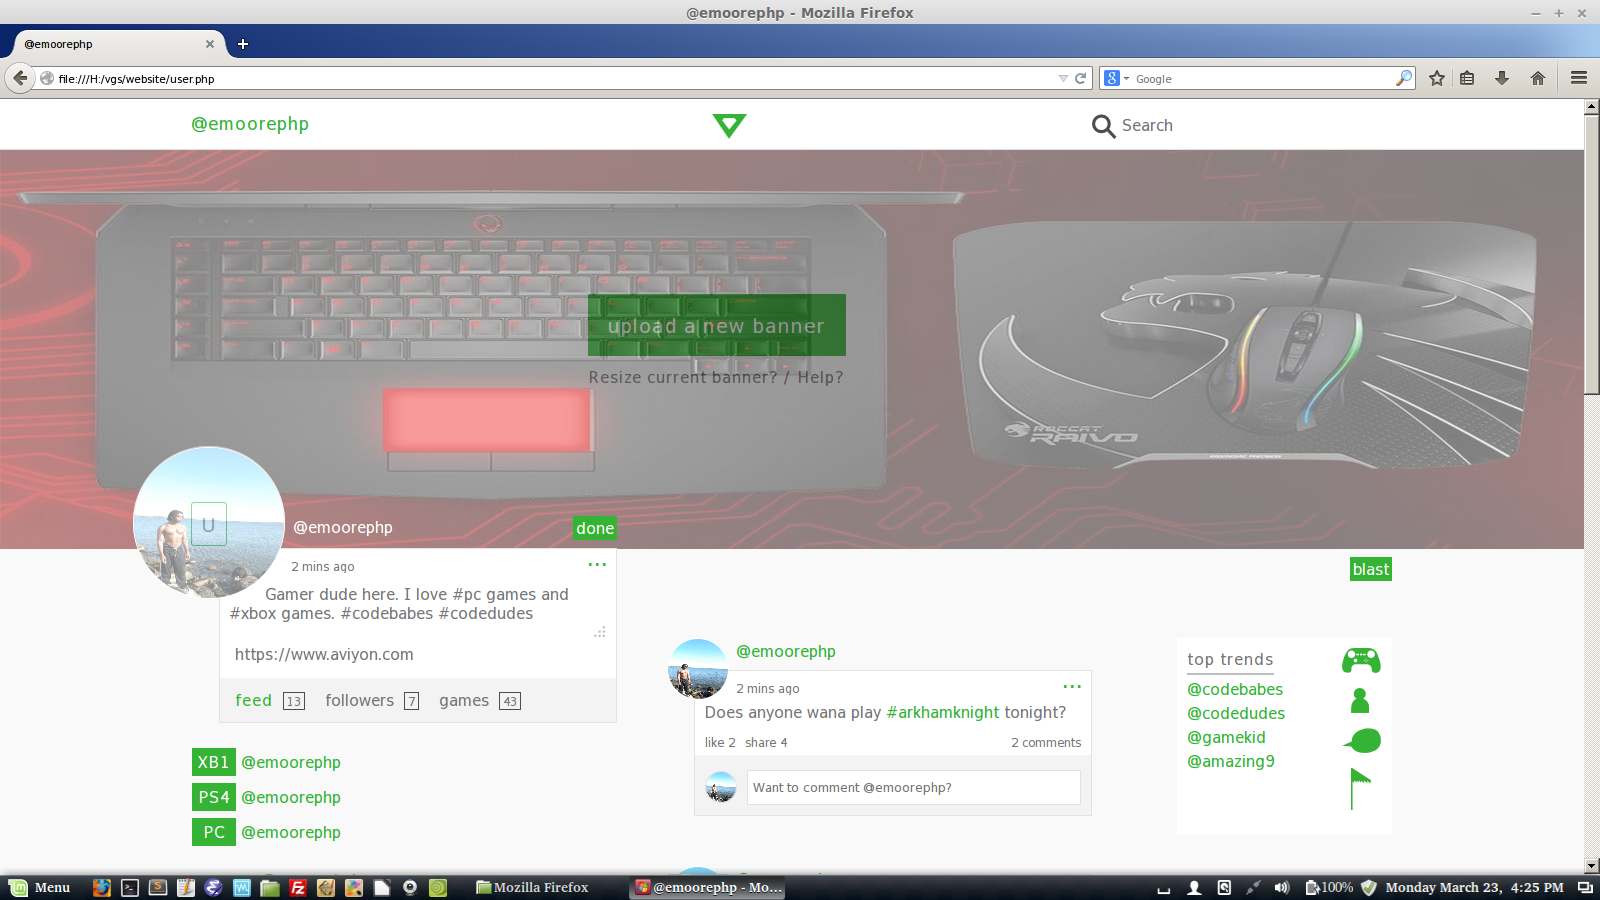 @emoorephp - Mozilla Firefox
@emoorephp
file:///H:/vgs/website/user.php
Google
@emoorephp
Search
upload a new banner
Resize current banner? / Help?
ROCCAT
RAIVO
U
@emoorephp
done
blast
2 mins ago
Gamer dude here. I love #pc games and
#xbox games. #codebabes #codedudes
https://www.aviyon.com
feed 13 followers 7 games 43
XB1 @emoorephp
PS4 @emoorephp
PC @emoorephp
@emoorephp
2 mins ago
Does anyone wana play #arkhamknight tonight?
like 2 share 4 2 comments
Want to comment @emoorephp?
top trends
@codebabes
@codedudes
@gamekid
@amazing9
Menu
Mozilla Firefox
@emoorephp - Mo...
100%
Monday March 23, 4:25 PM